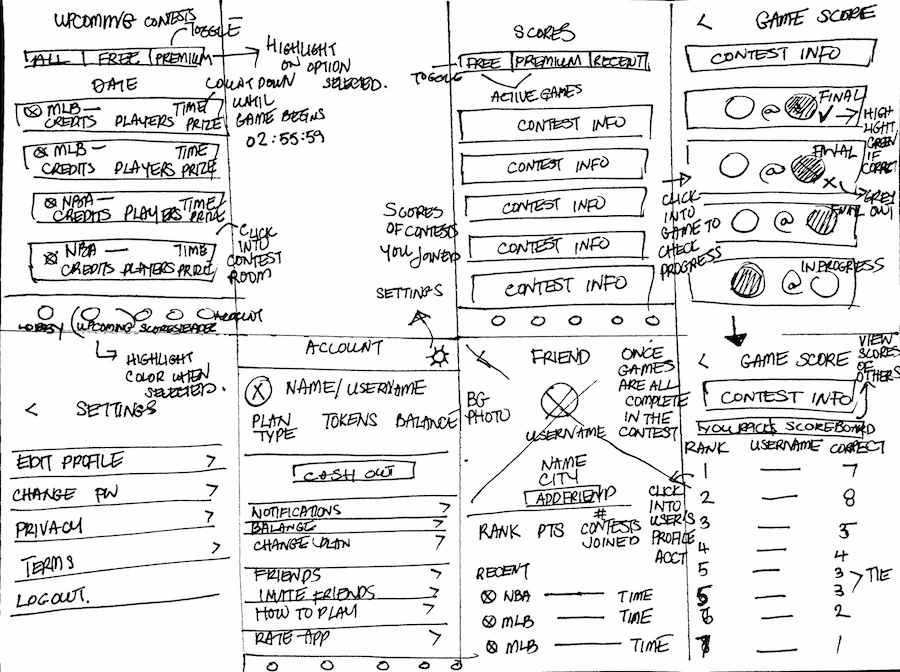 UPCOMING CONTESTS
TOGGLE
ALL FREE PREMIUM
HIGHLIGHT
ON OPTION
SELECTED.
DATE
COUNTDOWN
UNTIL
GAME BEGINS
02:55:59
MLB — TIME
CREDITS PLAYERS PRIZE
MLB — TIME
CREDITS PLAYERS PRIZE
NBA — TIME
CREDITS PLAYERS PRIZE
NBA — TIME
CREDITS PLAYERS PRIZE
CLICK
INTO
CONTEST
ROOM
LOBBY UPCOMING SCORES LEADER ACCOUNT
HIGHLIGHT
COLOR WHEN
SELECTED.
SCORES
TOGGLE
FREE PREMIUM RECENT
ACTIVE GAMES
CONTEST INFO
CONTEST INFO
CONTEST INFO
CONTEST INFO
CONTEST INFO
SCORES
OF CONTESTS
YOU JOINED
CLICK
INTO
GAME TO
CHECK
PROGRESS
< GAME SCORE
CONTEST INFO
@ FINAL
HIGH
LIGHT
GREEN
IF
CORRECT
@ FINAL
X
GREY
OUT
@ FINAL
@ IN PROGRESS
< SETTINGS
EDIT PROFILE >
CHANGE PW >
PRIVACY >
TERMS >
LOGOUT.
SETTINGS
ACCOUNT
NAME/USERNAME
PLAN TYPE TOKENS BALANCE
CASH OUT
NOTIFICATIONS >
BALANCE >
CHANGE PLAN >
FRIENDS >
INVITE FRIENDS >
HOW TO PLAY >
RATE APP >
< FRIEND
BG
PHOTO
USERNAME
NAME
CITY
ADD FRIEND
RANK PTS # CONTESTS JOINED
RECENT
NBA — TIME
MLB — TIME
MLB — TIME
ONCE
GAMES
ARE ALL
COMPLETE
IN THE
CONTEST
CLICK
INTO
USER'S
PROFILE
ACCT
< GAME SCORE
VIEW
SCORES
OF
OTHERS
CONTEST INFO
YOUR PICKS SCOREBOARD
RANK USERNAME CORRECT
1 — 7
2 — 8
3 — 5
4 — 4
5 — 3
5 — 3
TIE
6 — 2
7 — 1